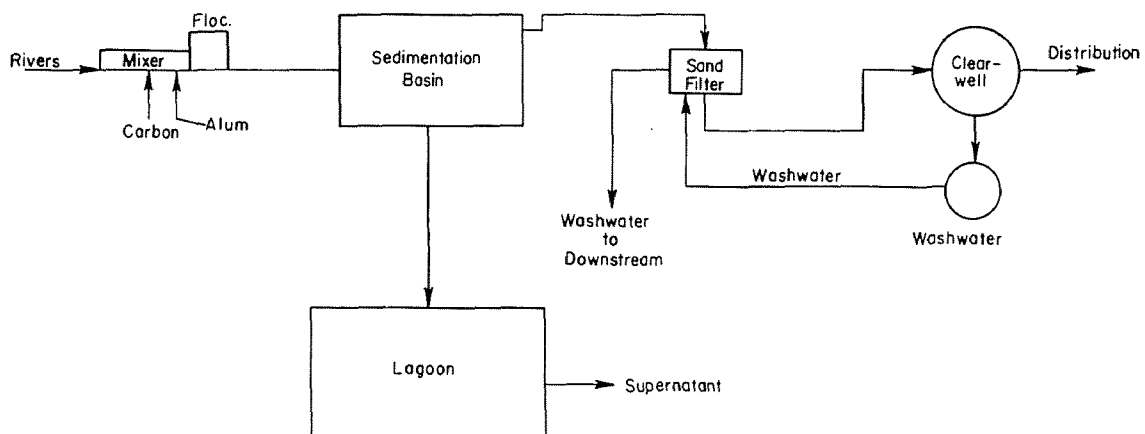 Floc.
Rivers
Mixer
Carbon
Alum
Sedimentation
Basin
Sand
Filter
Clear-
well
Distribution
Washwater
Washwater
Washwater
to
Downstream
Lagoon
Supernatant